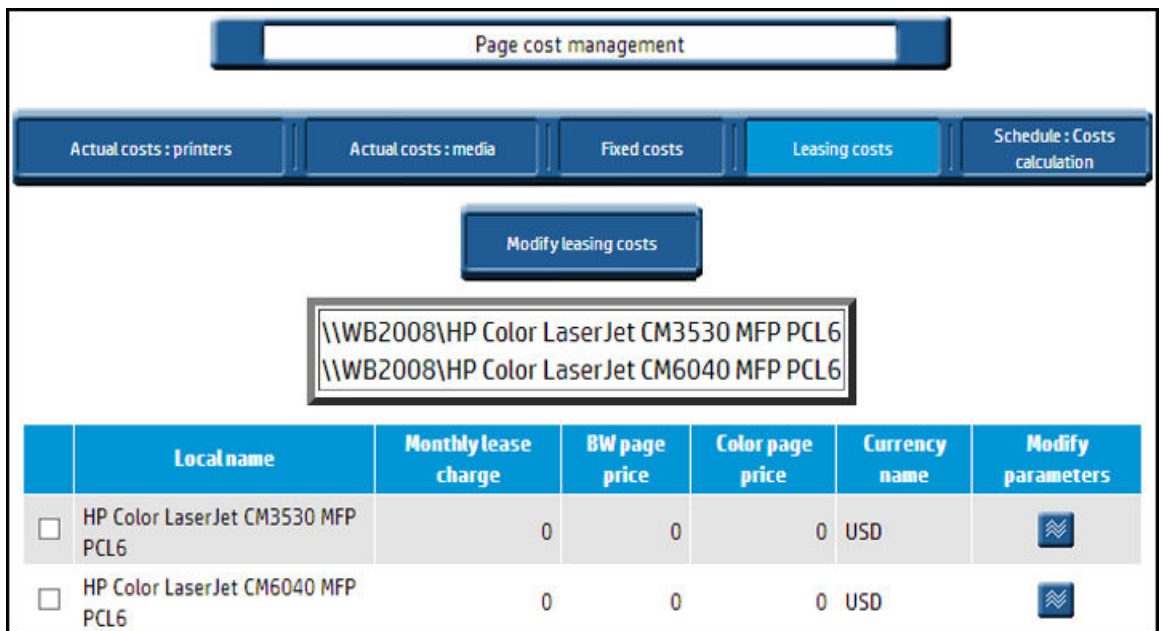 Page cost management
Actual costs : printers
Actual costs : media
Fixed costs
Leasing costs
Schedule : Costs
calculation
Modify leasing costs
\\WB2008\HP Color LaserJet CM3530 MFP PCL6
\\WB2008\HP Color LaserJet CM6040 MFP PCL6
Local name
Monthly lease
charge
BW page
price
Color page
price
Currency
name
Modify
parameters
HP Color LaserJet CM3530 MFP
PCL6
0
0
0
USD
HP Color LaserJet CM6040 MFP
PCL6
0
0
0
USD